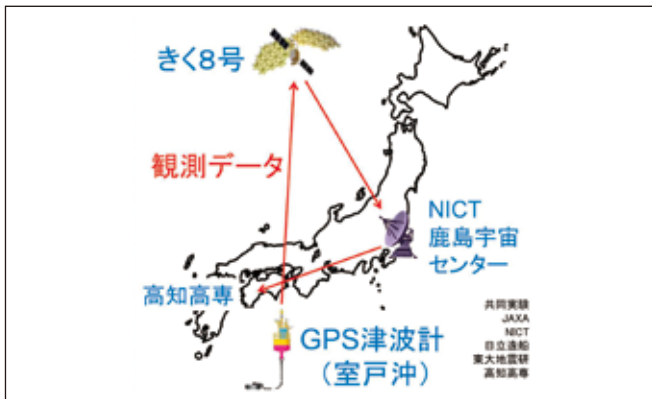 きく8号
観測データ
NICT
鹿島宇宙
センター
高知高専
GPS津波計
（室戸沖）
共同実験
JAXA
NICT
日立造船
東大地震研
高知高専